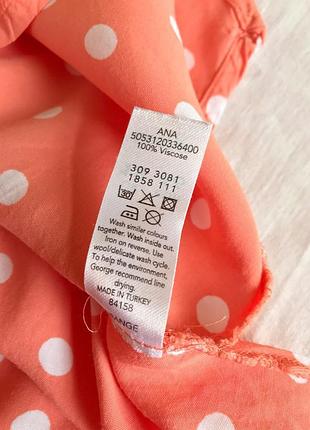 ANA
5053120336400
100% Viscose
309 3081
1858 111
30
Wash similar colours
together. Wash inside out.
Iron on reverse. Use
wool/delicate wash cycle.
To help the environment,
George recommend line
drying.
MADE IN TURKEY
84158